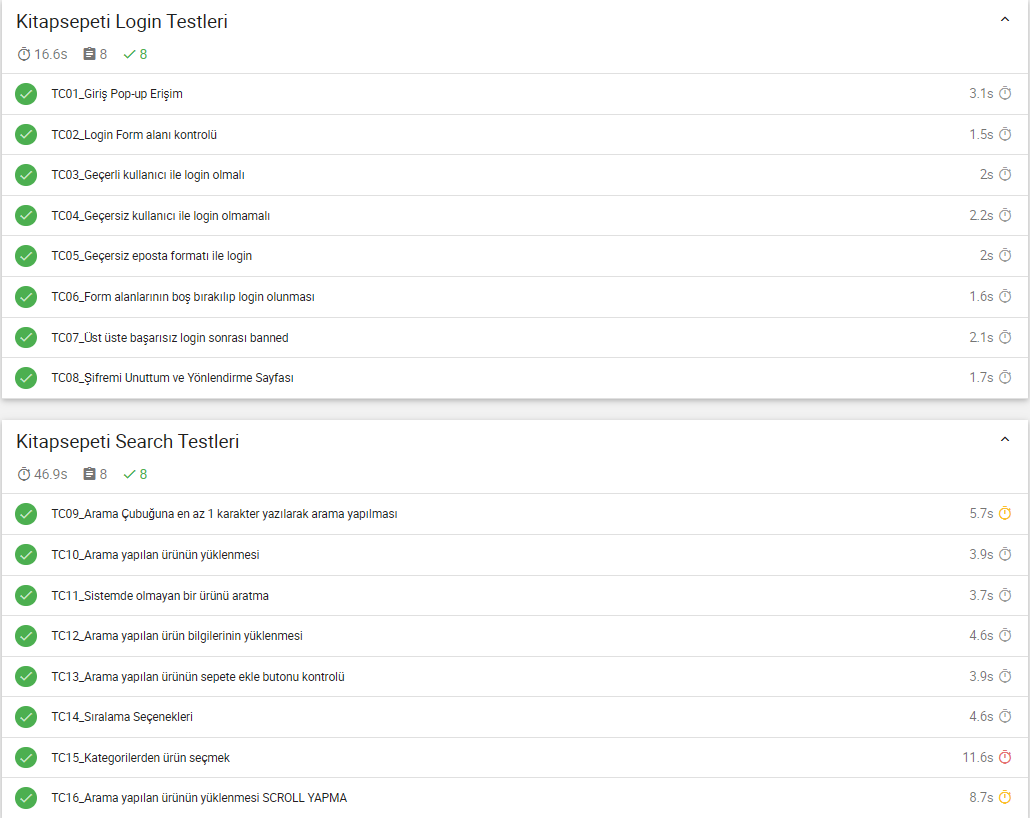 Kitapsepeti Login Testleri
16.6s 8 8
TC01_Giriş Pop-up Erişim 3.1s
TC02_Login Form alanı kontrolü 1.5s
TC03_Geçerli kullanıcı ile login olmalı 2s
TC04_Geçersiz kullanıcı ile login olmamalı 2.2s
TC05_Geçersiz eposta formatı ile login 2s
TC06_Form alanlarının boş bırakılıp login olunması 1.6s
TC07_Üst üste başarısız login sonrası banned 2.1s
TC08_Şifremi Unuttum ve Yönlendirme Sayfası 1.7s
Kitapsepeti Search Testleri
46.9s 8 8
TC09_Arama Çubuğuna en az 1 karakter yazılarak arama yapılması 5.7s
TC10_Arama yapılan ürünün yüklenmesi 3.9s
TC11_Sistemde olmayan bir ürünü aratma 3.7s
TC12_Arama yapılan ürün bilgilerinin yüklenmesi 4.6s
TC13_Arama yapılan ürünün sepete ekle butonu kontrolü 3.9s
TC14_Sıralama Seçenekleri 4.6s
TC15_Kategorilerden ürün seçmek 11.6s
TC16_Arama yapılan ürünün yüklenmesi SCROLL YAPMA 8.7s